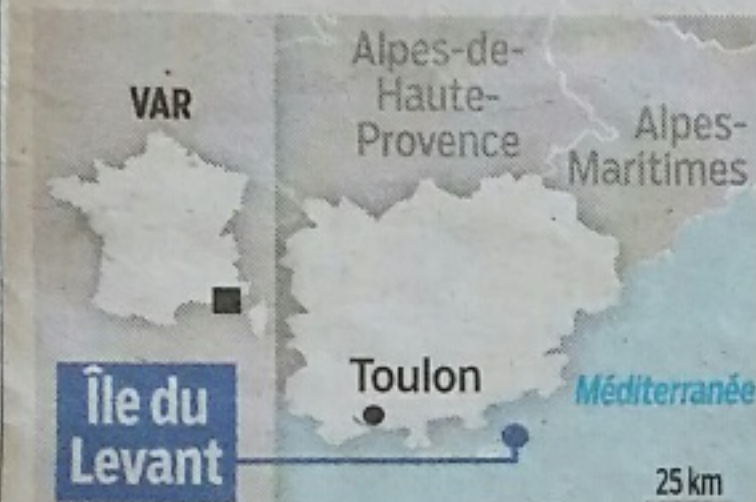 VAR
Alpes-de-
Haute-
Provence
Alpes-
Maritimes
Toulon
Méditerranée
Île du
Levant
25 km